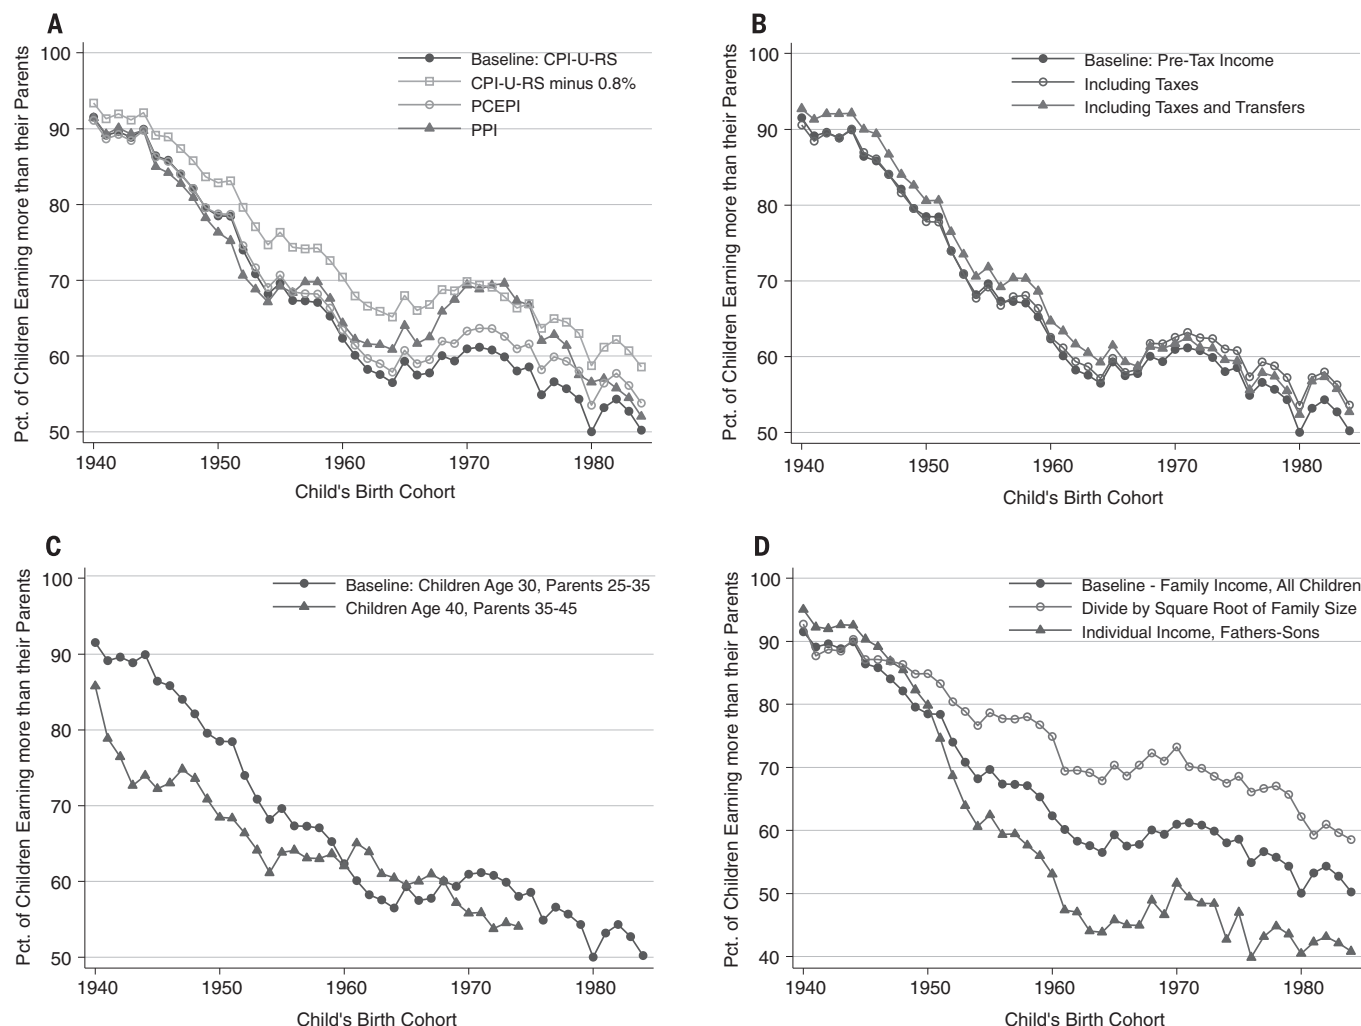 A
Pct. of Children Earning more than their Parents
100
90
80
70
60
50
1940
1950
1960
1970
1980
Child's Birth Cohort
Baseline: CPI-U-RS
CPI-U-RS minus 0.8%
PCEPI
PPI
B
Pct. of Children Earning more than their Parents
100
90
80
70
60
50
1940
1950
1960
1970
1980
Child's Birth Cohort
Baseline: Pre-Tax Income
Including Taxes
Including Taxes and Transfers
C
Pct. of Children Earning more than their Parents
100
90
80
70
60
50
1940
1950
1960
1970
1980
Child's Birth Cohort
Baseline: Children Age 30, Parents 25-35
Children Age 40, Parents 35-45
D
Pct. of Children Earning more than their Parents
100
90
80
70
60
50
40
1940
1950
1960
1970
1980
Child's Birth Cohort
Baseline - Family Income, All Children
Divide by Square Root of Family Size
Individual Income, Fathers-Sons